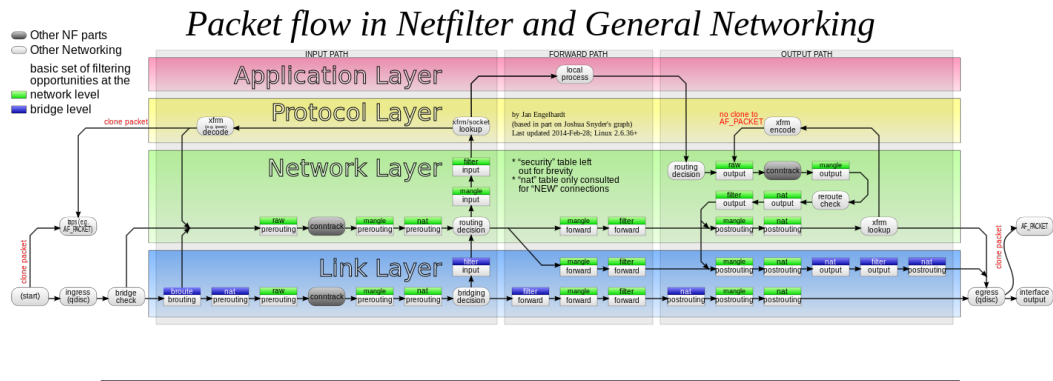 Packet flow in Netfilter and General Networking
Other NF parts
Other Networking
basic set of filtering
opportunities at the
network level
bridge level
INPUT PATH
FORWARD PATH
OUTPUT PATH
Application Layer
local
process
Protocol Layer
clone packet
xfrm
decode
xfrm/socket
lookup
by Jan Engelhardt
(based in part on Joshua Snyder's graph)
Last updated 2014-Feb-28; Linux 2.6.36+
no clone to
AF_PACKET
xfrm
encode
Network Layer
filter
input
mangle
input
* "security" table left
out for brevity
* "nat" table only consulted
for "NEW" connections
routing
decision
raw
output
conntrack
mangle
output
filter
output
nat
output
reroute
check
AF_PACKET)
raw
prerouting
conntrack
mangle
prerouting
nat
prerouting
routing
decision
mangle
forward
filter
forward
mangle
postrouting
nat
postrouting
xfrm
lookup
AF_PACKET
clone packet
clone packet
Link Layer
filter
input
mangle
forward
filter
forward
mangle
postrouting
nat
postrouting
nat
output
filter
output
nat
postrouting
(start)
ingress
(qdisc)
bridge
check
broute
brouting
nat
prerouting
raw
prerouting
conntrack
mangle
prerouting
nat
prerouting
bridging
decision
filter
forward
mangle
forward
filter
forward
nat
postrouting
mangle
postrouting
nat
postrouting
egress
(qdisc)
interface
output